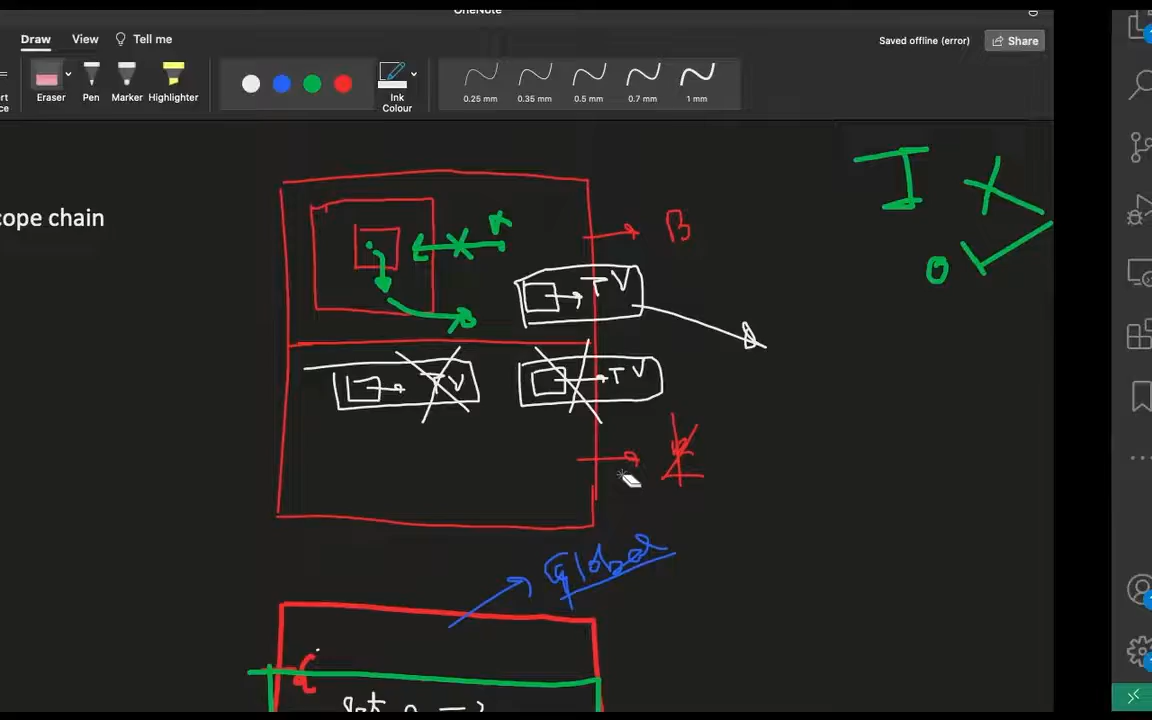 OneNote
Draw View Tell me
Saved offline (error) Share
Eraser Pen Marker Highlighter
Ink
Colour
0.25 mm 0.35 mm 0.5 mm 0.7 mm 1 mm
I
cope chain
B
TV
TV
TV
Global